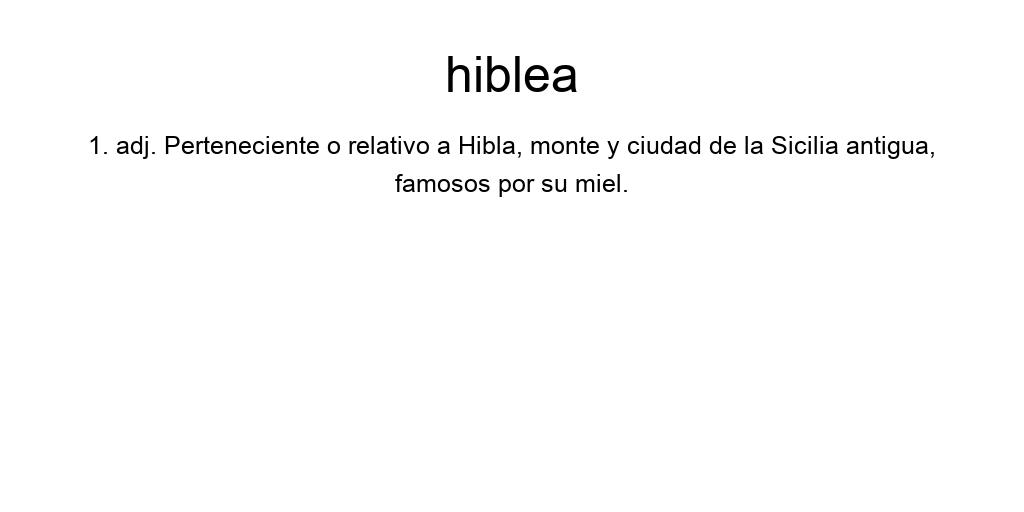 hiblea
1. adj. Perteneciente o relativo a Hibla, monte y ciudad de la Sicilia antigua,
famosos por su miel.